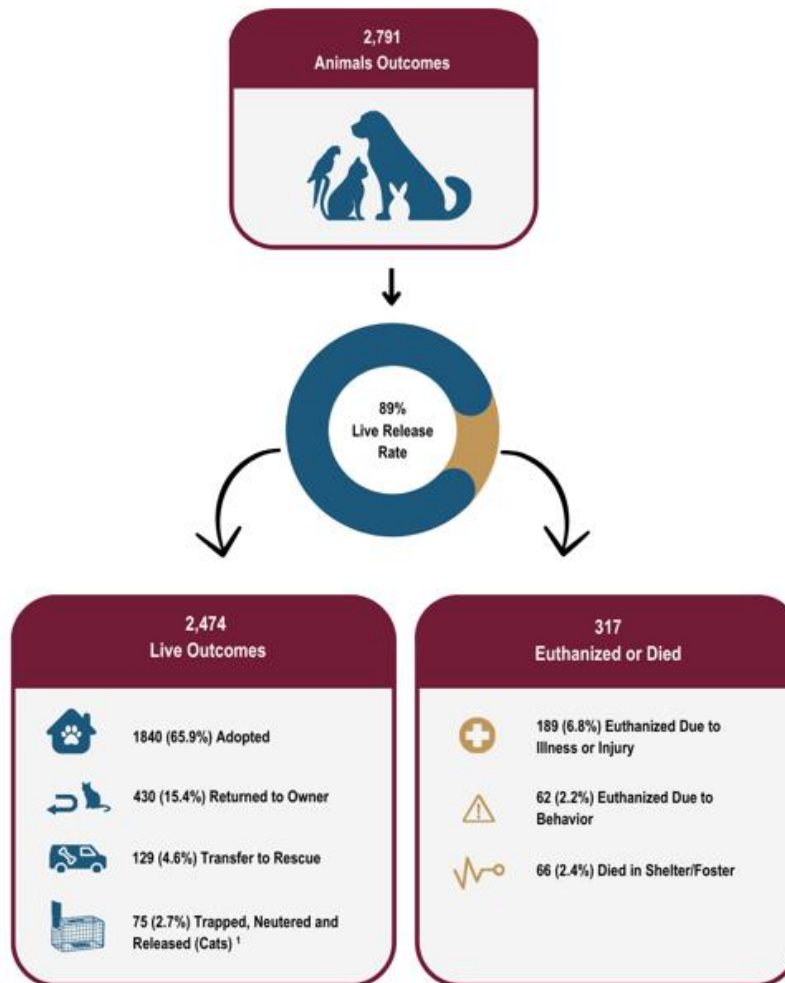 2,791
Animals Outcomes
89%
Live Release
Rate
2,474
Live Outcomes
1840 (65.9%) Adopted
430 (15.4%) Returned to Owner
129 (4.6%) Transfer to Rescue
75 (2.7%) Trapped, Neutered and
Released (Cats) ¹
317
Euthanized or Died
189 (6.8%) Euthanized Due to
Illness or Injury
62 (2.2%) Euthanized Due to
Behavior
66 (2.4%) Died in Shelter/Foster